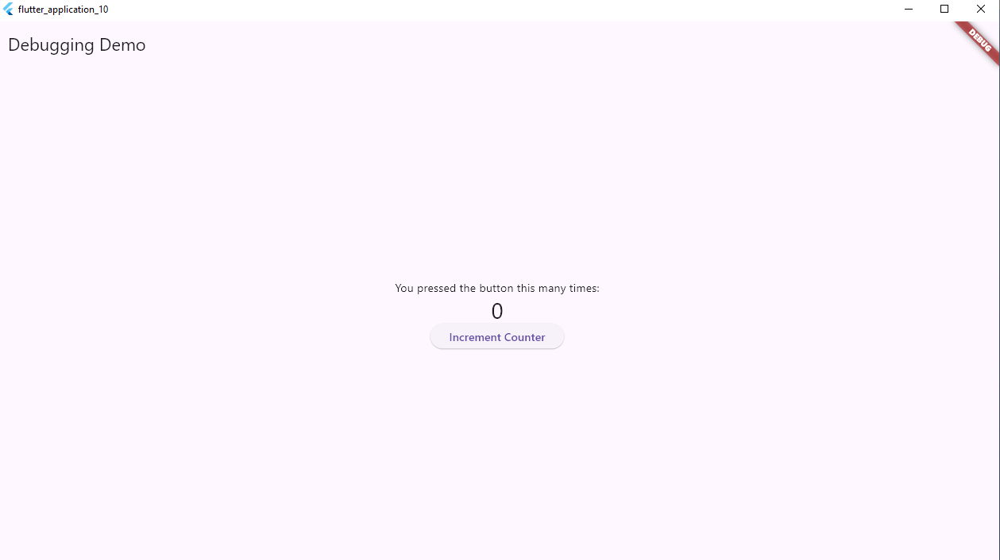 flutter_application_10
Debugging Demo
DEBUG
You pressed the button this many times:
0
Increment Counter